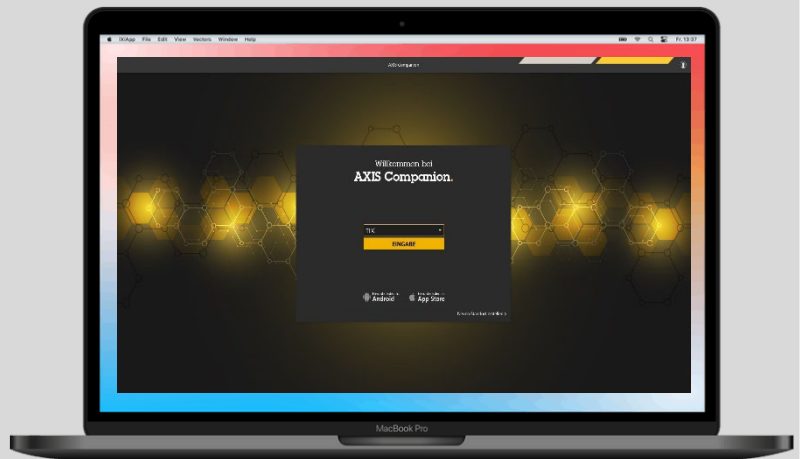 IXIApp File Edit View Vectors Window Help
Fr. 13:37
AXIS Companion
Willkommen bei
AXIS Companion.
EINGABE
Android
App Store
MacBook Pro